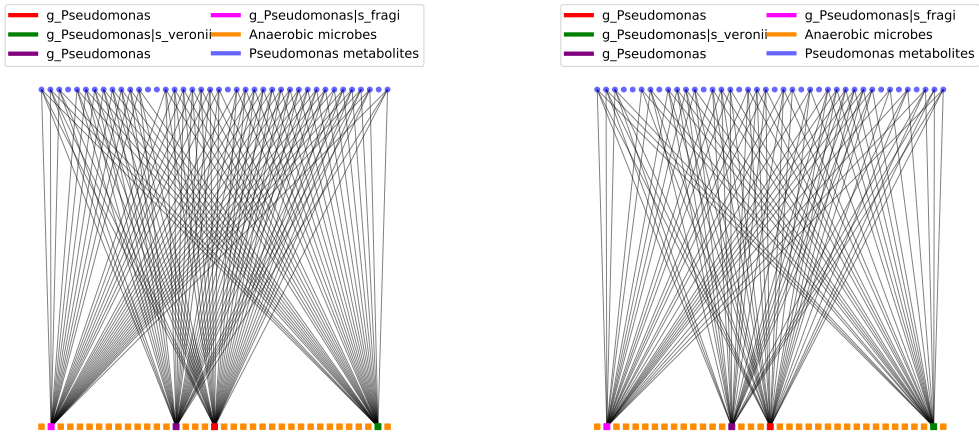 g_Pseudomonas g_Pseudomonas|s_fragi
g_Pseudomonas|s_veronii Anaerobic microbes
g_Pseudomonas Pseudomonas metabolites
g_Pseudomonas g_Pseudomonas|s_fragi
g_Pseudomonas|s_veronii Anaerobic microbes
g_Pseudomonas Pseudomonas metabolites